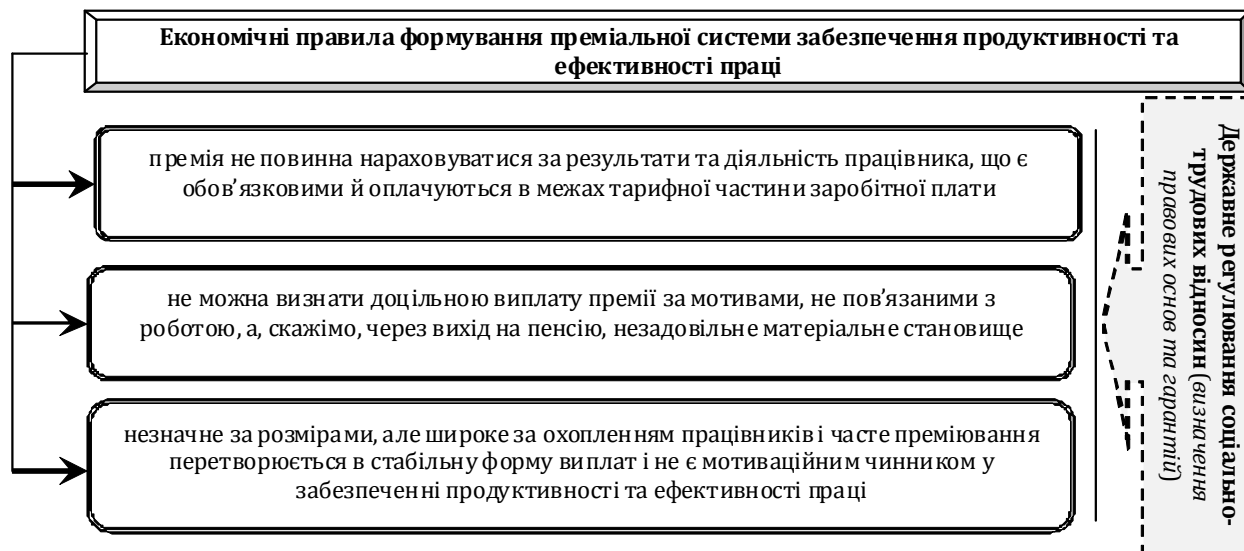 Економічні правила формування преміальної системи забезпечення продуктивності та
ефективності праці
премія не повинна нараховуватися за результати та діяльність працівника, що є
обов’язковими й оплачуються в межах тарифної частини заробітної плати
не можна визнати доцільною виплату премії за мотивами, не пов’язаними з
роботою, а, скажімо, через вихід на пенсію, незадовільне матеріальне становище
незначне за розмірами, але широке за охопленням працівників і часте преміювання
перетворюється в стабільну форму виплат і не є мотиваційним чинником у
забезпеченні продуктивності та ефективності праці
Державне регулювання соціально-
трудових відносин (визначення
правових основ та гарантій)